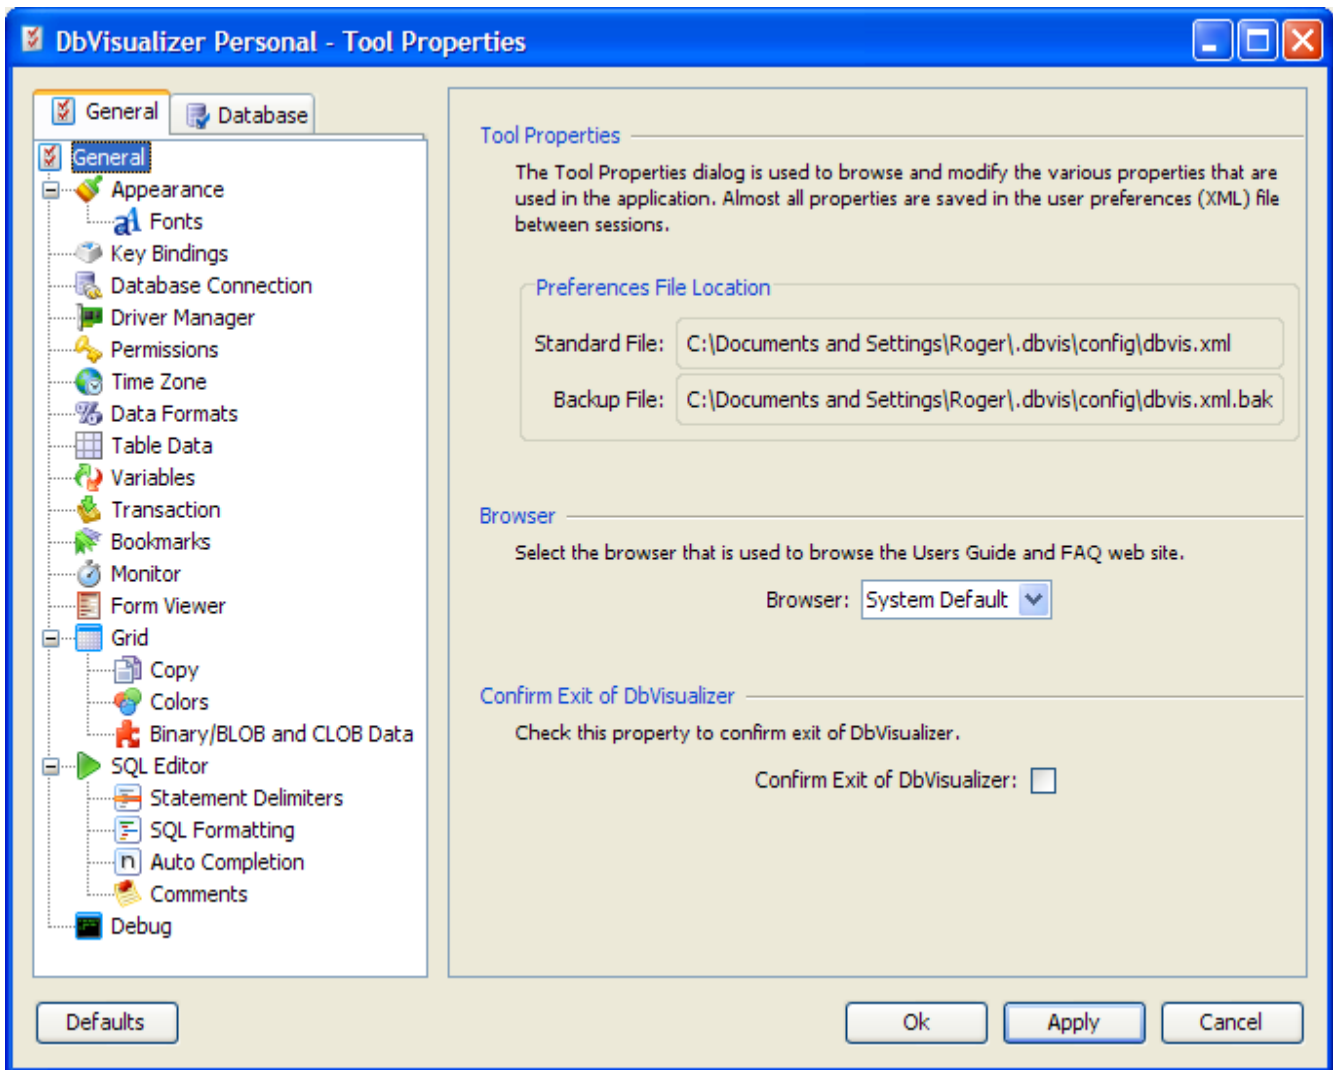 DbVisualizer Personal - Tool Properties
General
Database
General
Appearance
Fonts
Key Bindings
Database Connection
Driver Manager
Permissions
Time Zone
Data Formats
Table Data
Variables
Transaction
Bookmarks
Monitor
Form Viewer
Grid
Copy
Colors
Binary/BLOB and CLOB Data
SQL Editor
Statement Delimiters
SQL Formatting
Auto Completion
Comments
Debug
Tool Properties
The Tool Properties dialog is used to browse and modify the various properties that are
used in the application. Almost all properties are saved in the user preferences (XML) file
between sessions.
Preferences File Location
Standard File: C:\Documents and Settings\Roger\.dbvis\config\dbvis.xml
Backup File: C:\Documents and Settings\Roger\.dbvis\config\dbvis.xml.bak
Browser
Select the browser that is used to browse the Users Guide and FAQ web site.
Browser: System Default
Confirm Exit of DbVisualizer
Check this property to confirm exit of DbVisualizer.
Confirm Exit of DbVisualizer:
Defaults
Ok
Apply
Cancel